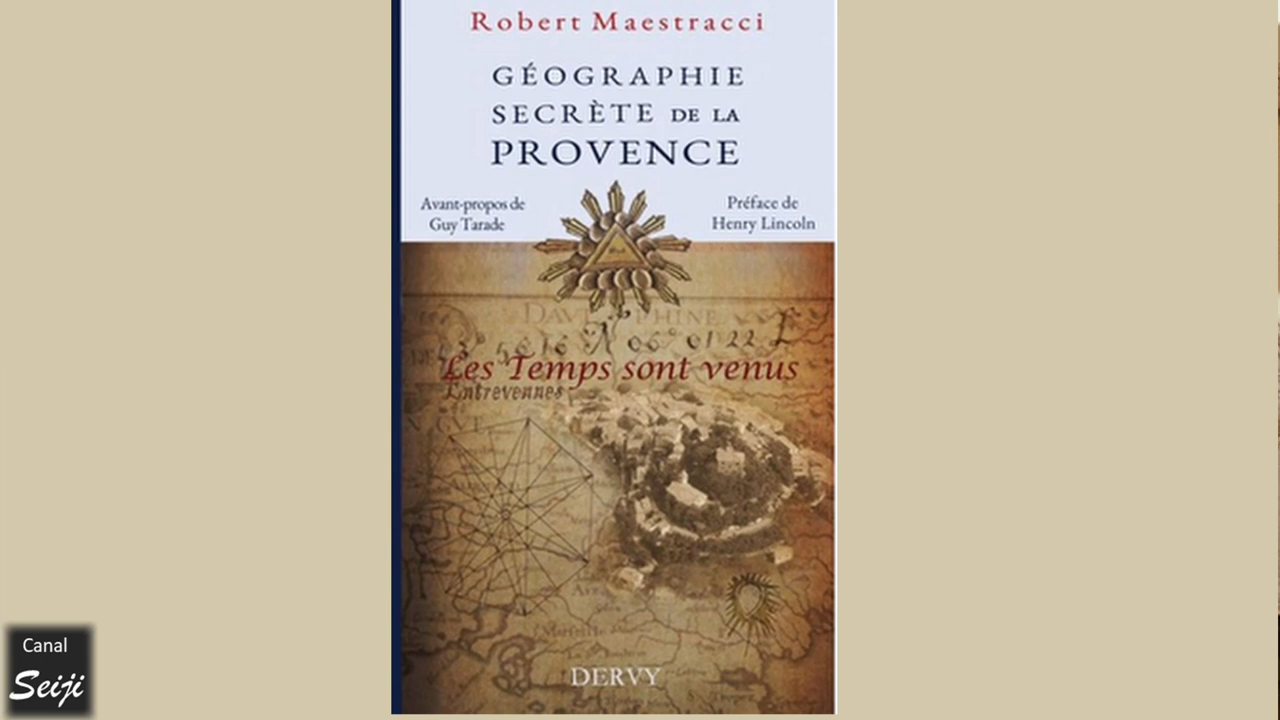 Robert Maestracci
GÉOGRAPHIE
SECRÈTE DE LA
PROVENCE
Avant-propos de
Guy Tarade
Préface de
Henry Lincoln
DAUPHINE
Les Temps sont venus
Entrevennes
DERVY
Canal
Seiji